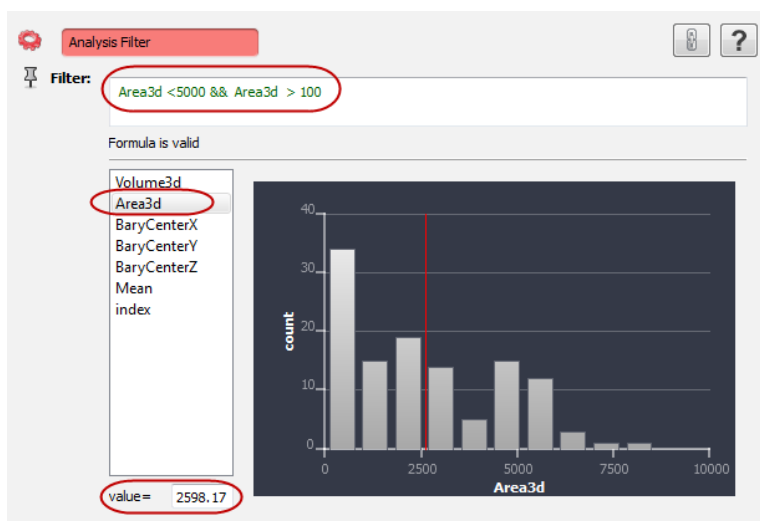 Analysis Filter
?
Filter:
Area3d <5000 && Area3d > 100
Formula is valid
Volume3d
Area3d
BaryCenterX
BaryCenterY
BaryCenterZ
Mean
index
value= 2598.17
count
40
30
20
10
0
0 2500 5000 7500 10000
Area3d